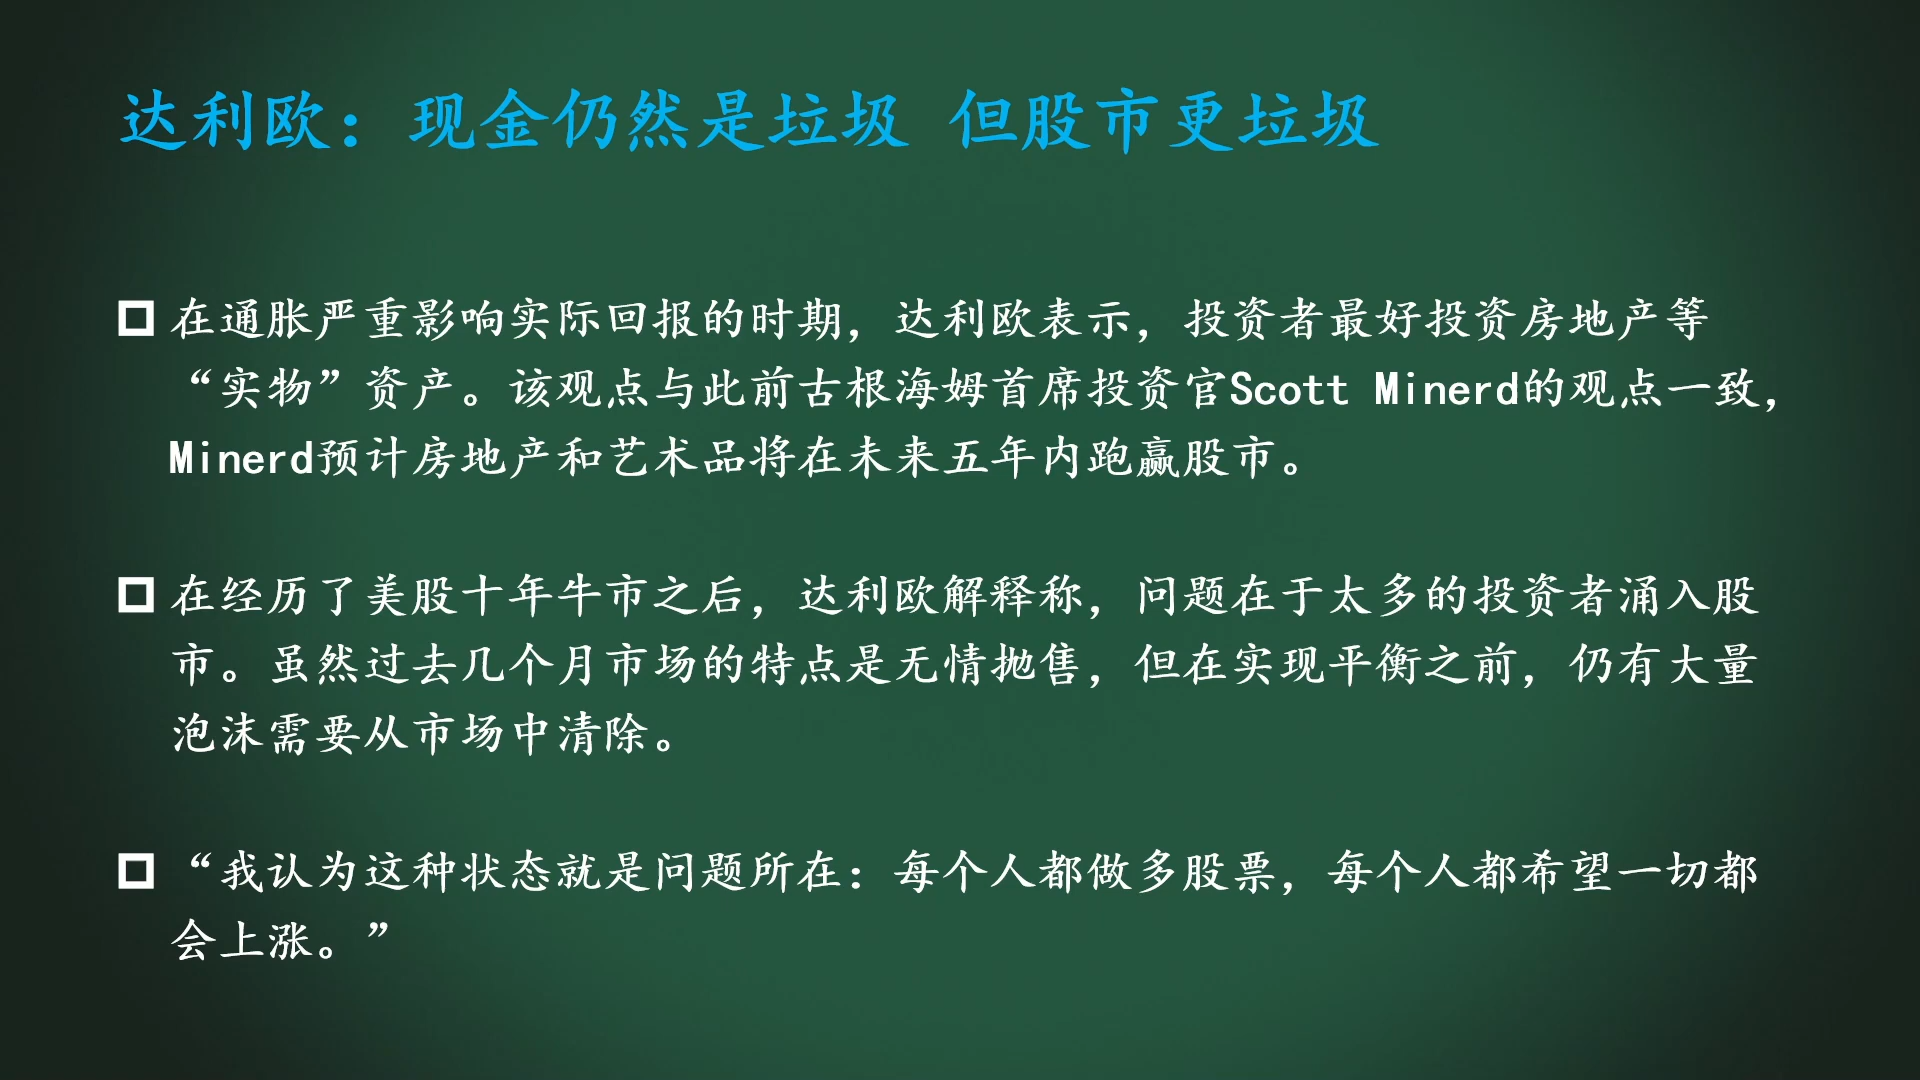 达利欧：现金仍然是垃圾 但股市更垃圾
在通胀严重影响实际回报的时期，达利欧表示，投资者最好投资房地产等
“实物”资产。该观点与此前古根海姆首席投资官Scott Minerd的观点一致，
Minerd预计房地产和艺术品将在未来五年内跑赢股市。
在经历了美股十年牛市之后，达利欧解释称，问题在于太多的投资者涌入股
市。虽然过去几个月市场的特点是无情抛售，但在实现平衡之前，仍有大量
泡沫需要从市场中清除。
“我认为这种状态就是问题所在：每个人都做多股票，每个人都希望一切都
会上涨。”